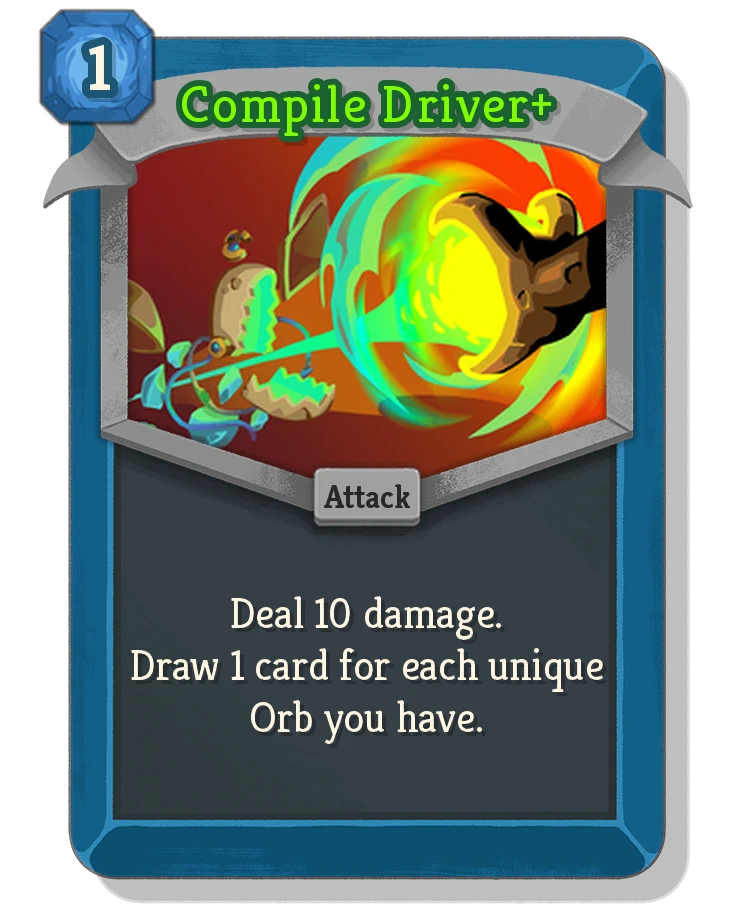 1
Compile Driver+
Attack
Deal 10 damage.
Draw 1 card for each unique
Orb you have.